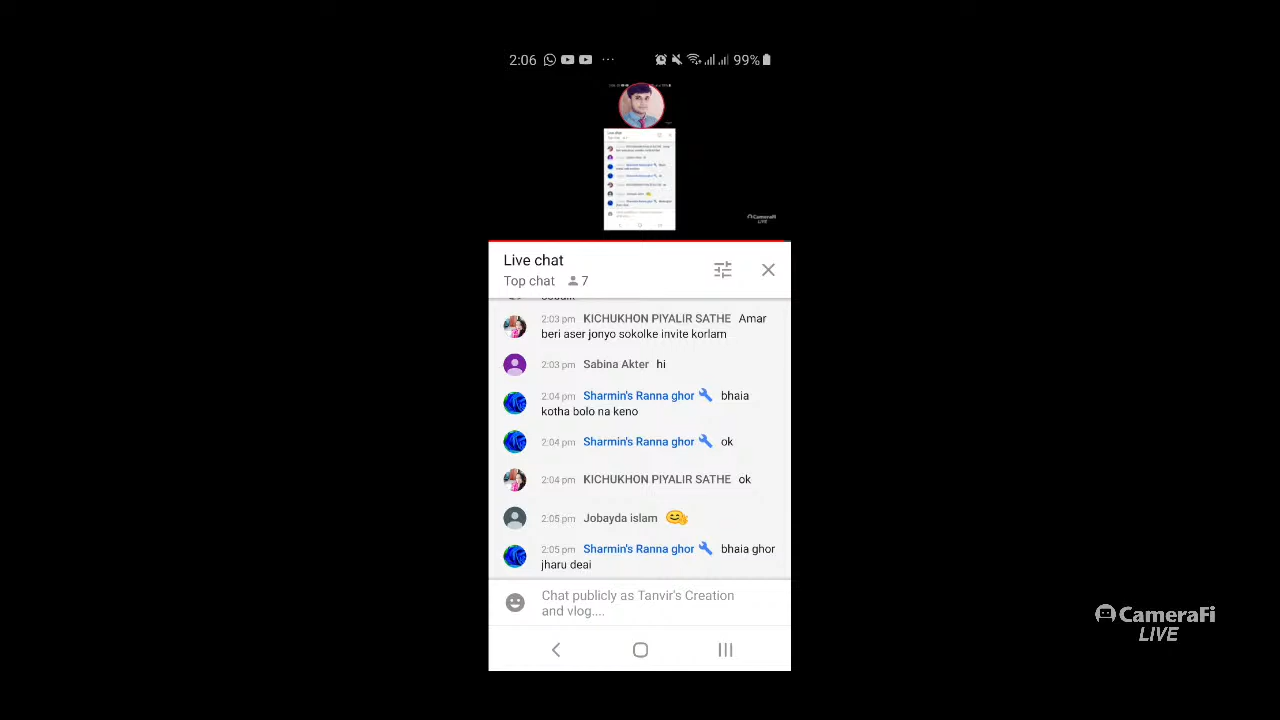 2:06 ... 99%
CameraFi
LIVE
Live chat
Top chat 7
2:03 pm KICHUKHON PIYALIR SATHE Amar
beri aser jonyo sokolke invite korlam
2:03 pm Sabina Akter hi
2:04 pm Sharmin's Ranna ghor bhaia
kotha bolo na keno
2:04 pm Sharmin's Ranna ghor ok
2:04 pm KICHUKHON PIYALIR SATHE ok
2:05 pm Jobayda islam 🤗
2:05 pm Sharmin's Ranna ghor bhaia ghor
jharu deai
Chat publicly as Tanvir's Creation
and vlog....
CameraFi
LIVE